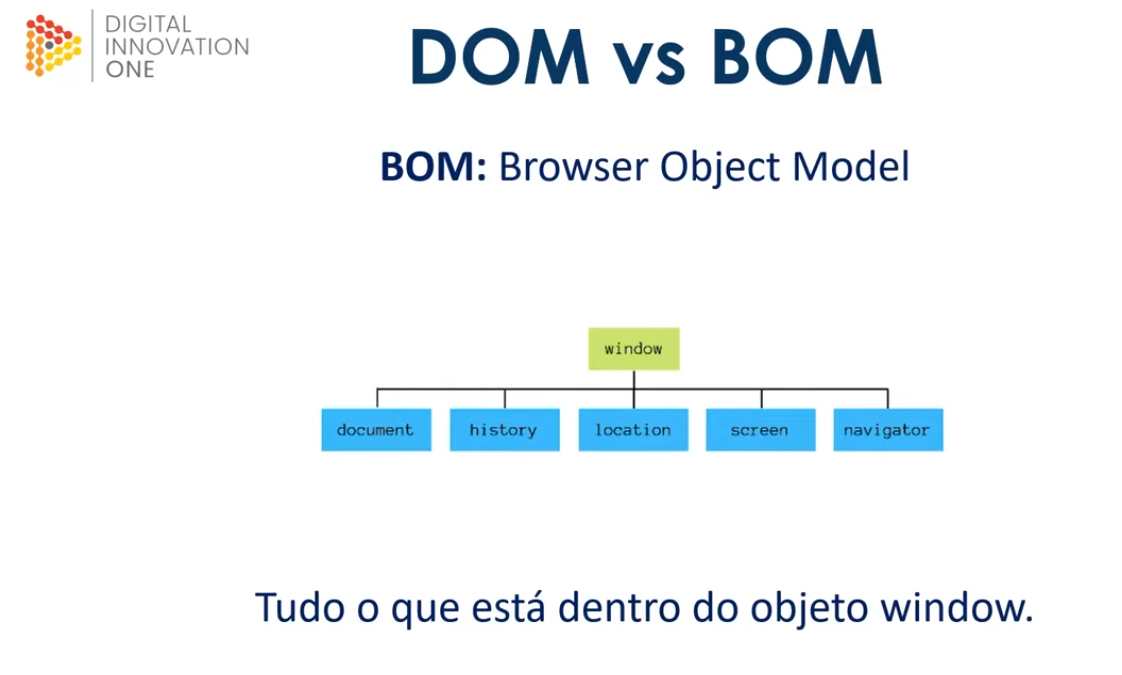 DIGITAL
INNOVATION
ONE
DOM vs BOM
BOM: Browser Object Model
window
document history location screen navigator
Tudo o que está dentro do objeto window.